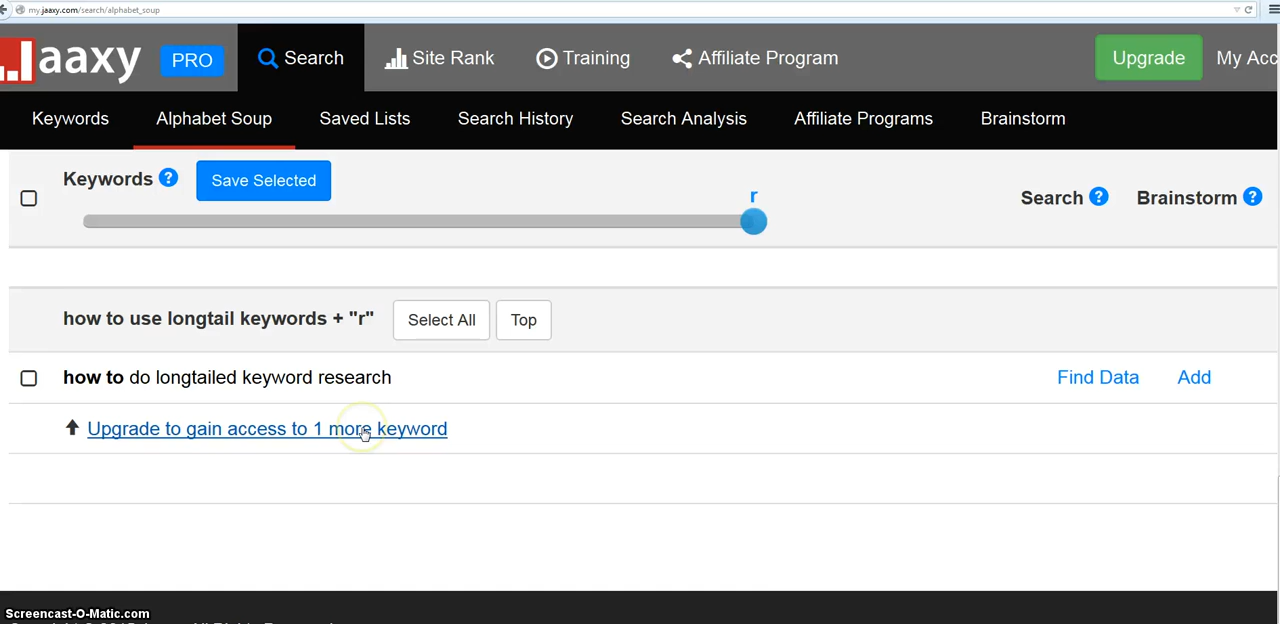 my.jaaxy.com/search/alphabet_soup
Jaaxy PRO Search Site Rank Training Affiliate Program Upgrade My Acc
Keywords Alphabet Soup Saved Lists Search History Search Analysis Affiliate Programs Brainstorm
Keywords ? Save Selected
r
Search ? Brainstorm ?
how to use longtail keywords + "r" Select All Top
how to do longtailed keyword research Find Data Add
Upgrade to gain access to 1 more keyword
Screencast-O-Matic.com